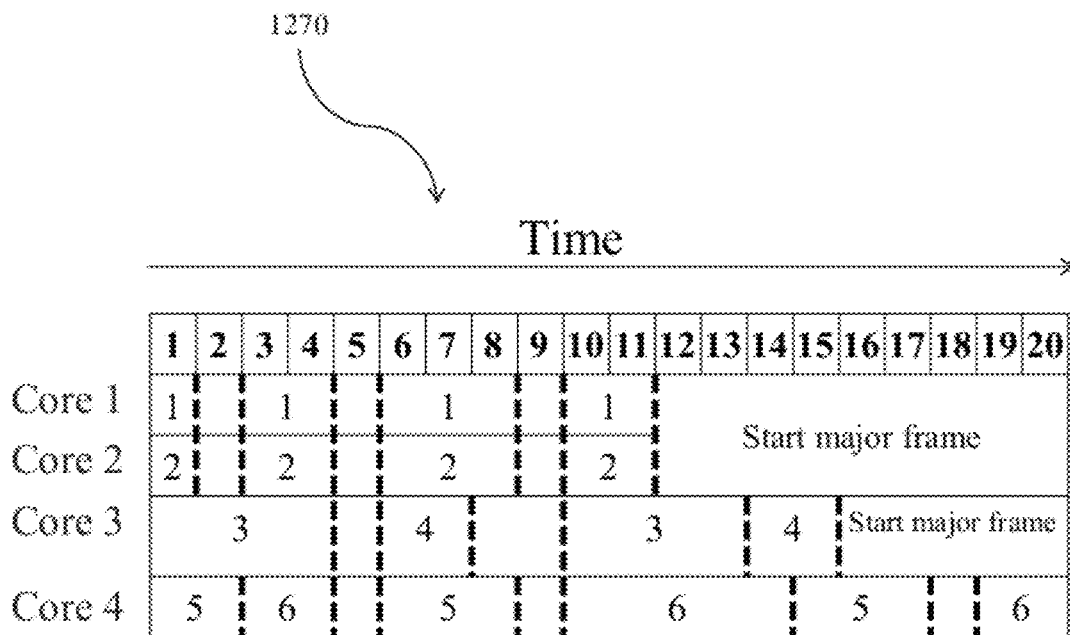 1270
Time
1 2 3 4 5 6 7 8 9 10 11 12 13 14 15 16 17 18 19 20
Core 1 1 1 1 1
Start major frame
Core 2 2 2 2 2
Core 3 3 4 3 4 Start major frame
Core 4 5 6 5 6 5 6